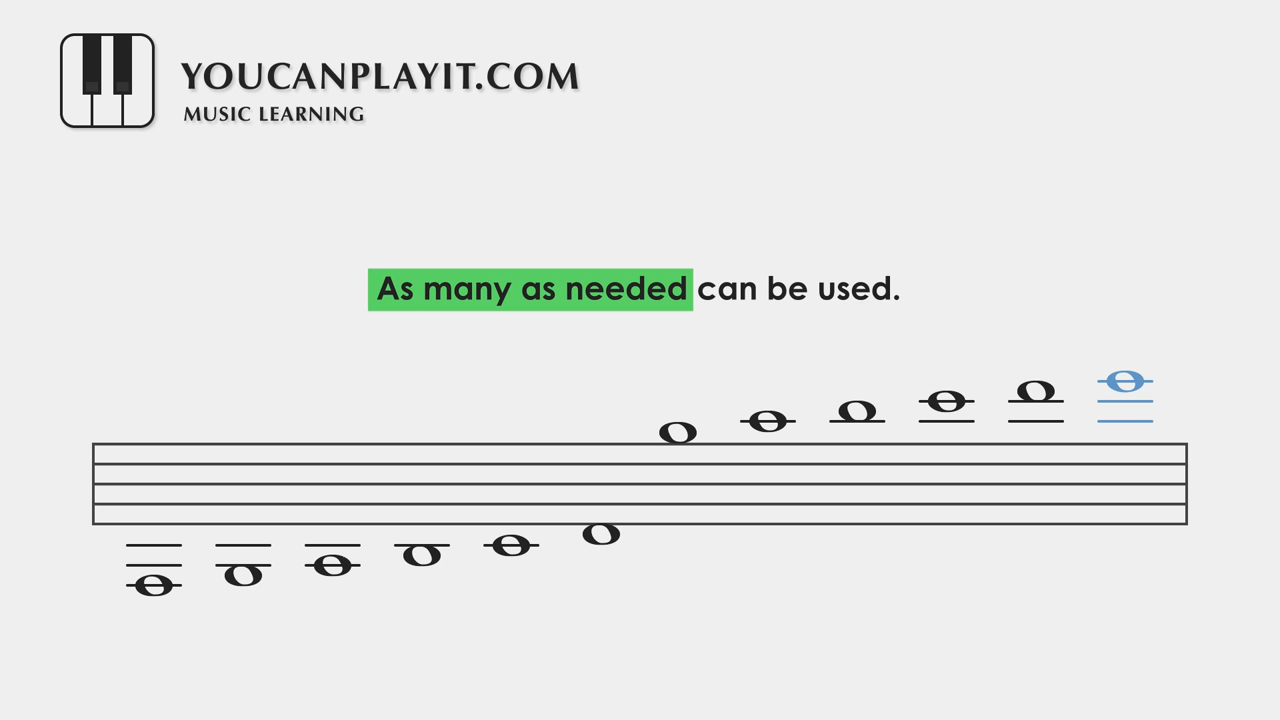 YOUCANPLAYIT.COM
MUSIC LEARNING
As many as needed can be used.